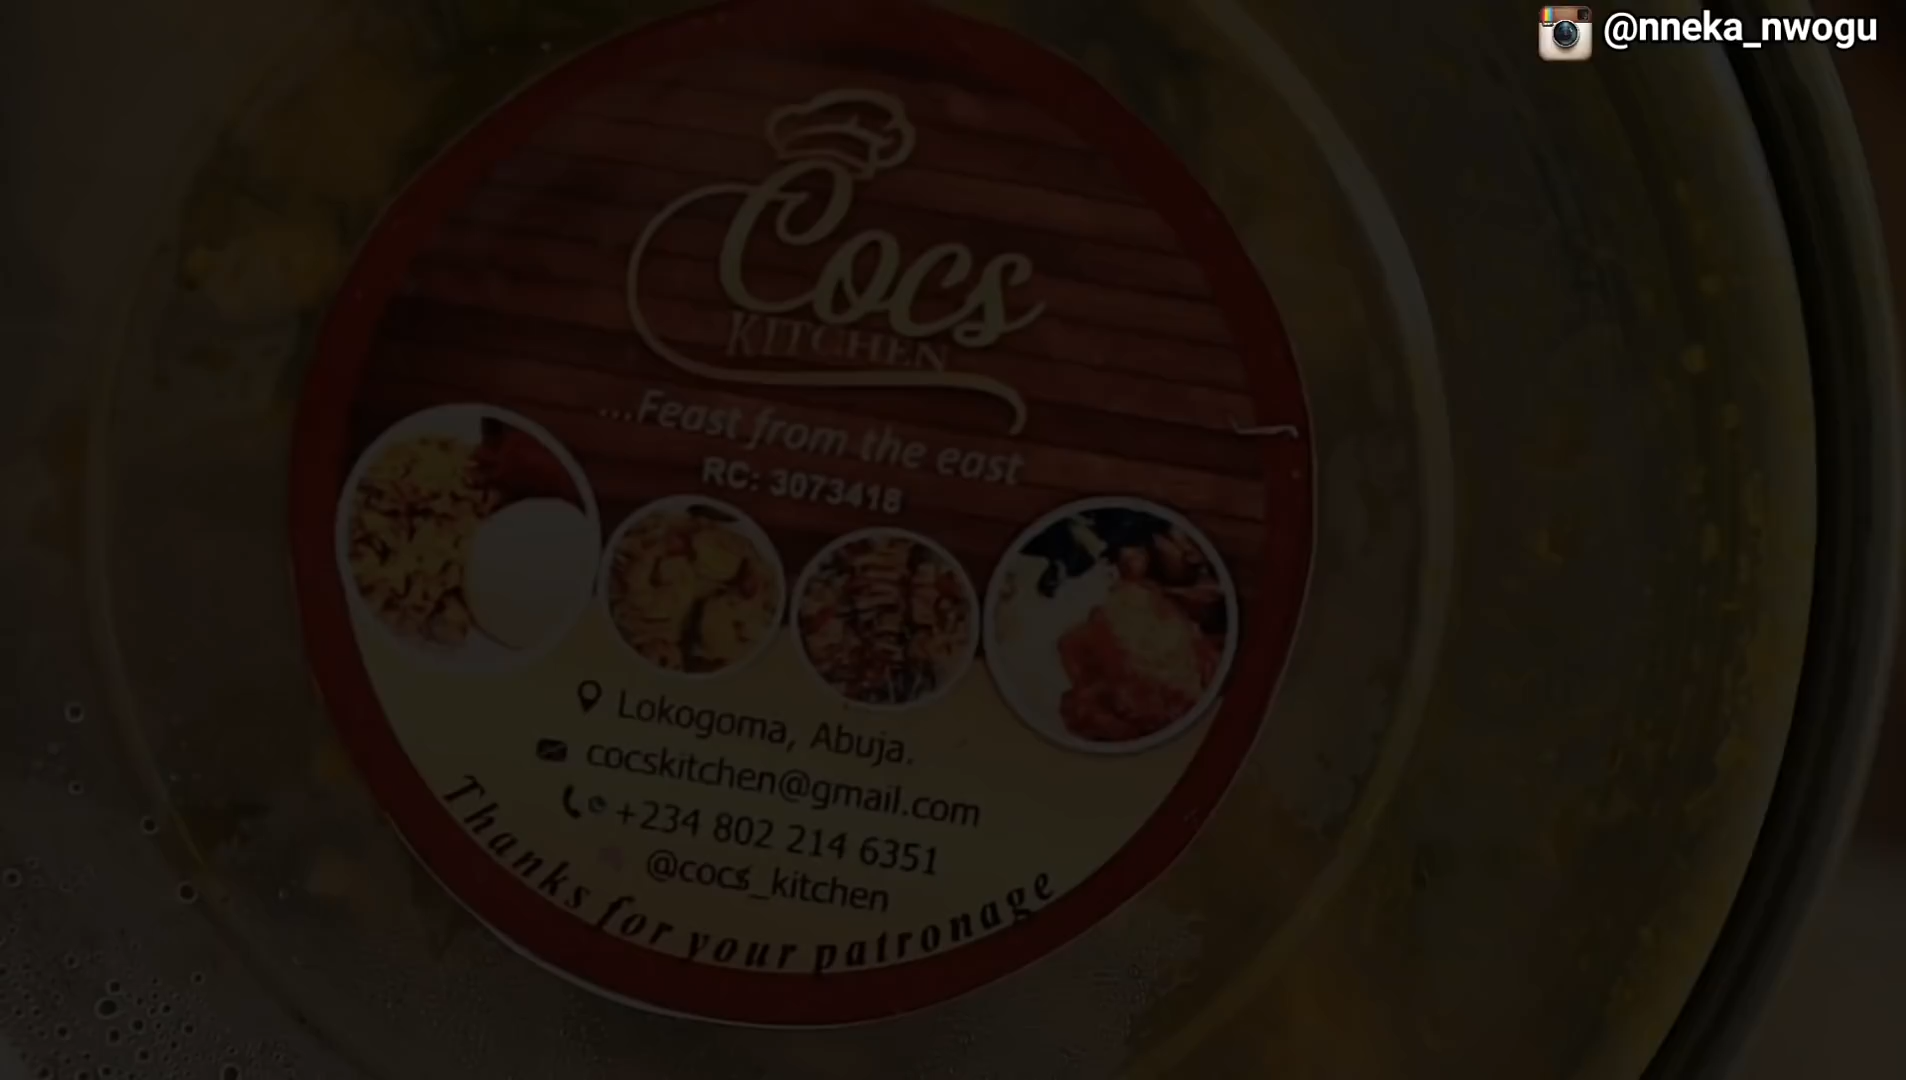 @nneka_nwogu
Cocs
KITCHEN
...Feast from the east
RC: 3073418
Lokogoma, Abuja.
cocskitchen@gmail.com
+234 802 214 6351
@cocs_kitchen
Thanks for your patronage